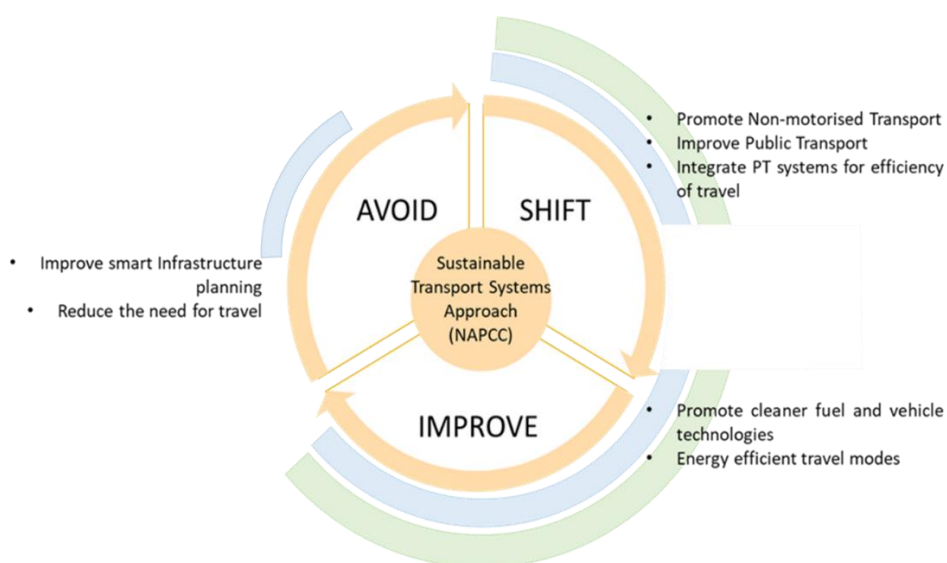 • Promote Non-motorised Transport
• Improve Public Transport
• Integrate PT systems for efficiency
of travel
AVOID
SHIFT
• Improve smart Infrastructure
planning
• Reduce the need for travel
Sustainable
Transport Systems
Approach
(NAPCC)
IMPROVE
• Promote cleaner fuel and vehicle
technologies
• Energy efficient travel modes